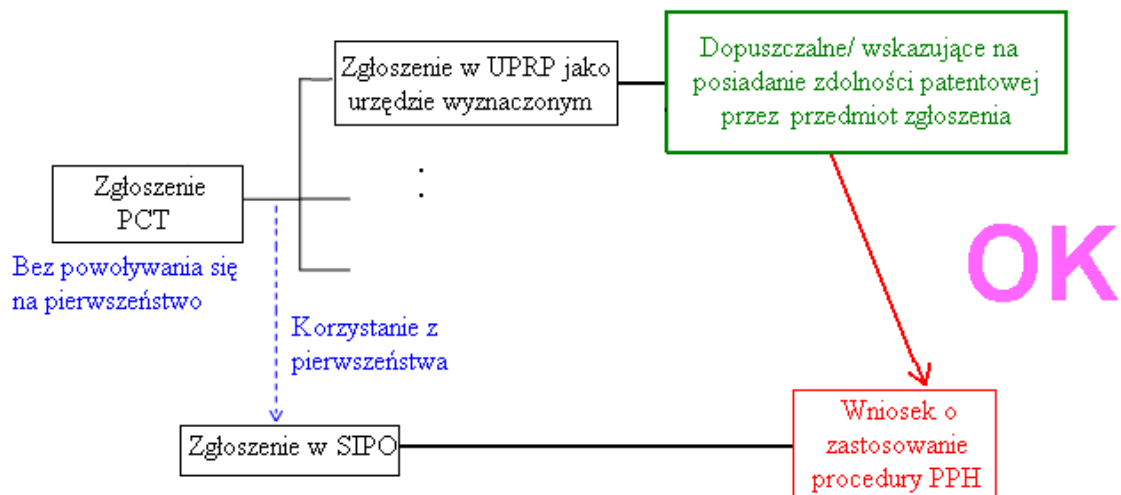 Zgłoszenie w UPRP jako
urzędzie wyznaczonym
Dopuszczalne/ wskazujące na
posiadanie zdolności patentowej
przez przedmiot zgłoszenia
Zgłoszenie
PCT
Bez powoływania się
na pierwszeństwo
OK
Korzystanie z
pierwszeństwa
Zgłoszenie w SIPO
Wniosek o
zastosowanie
procedury PPH